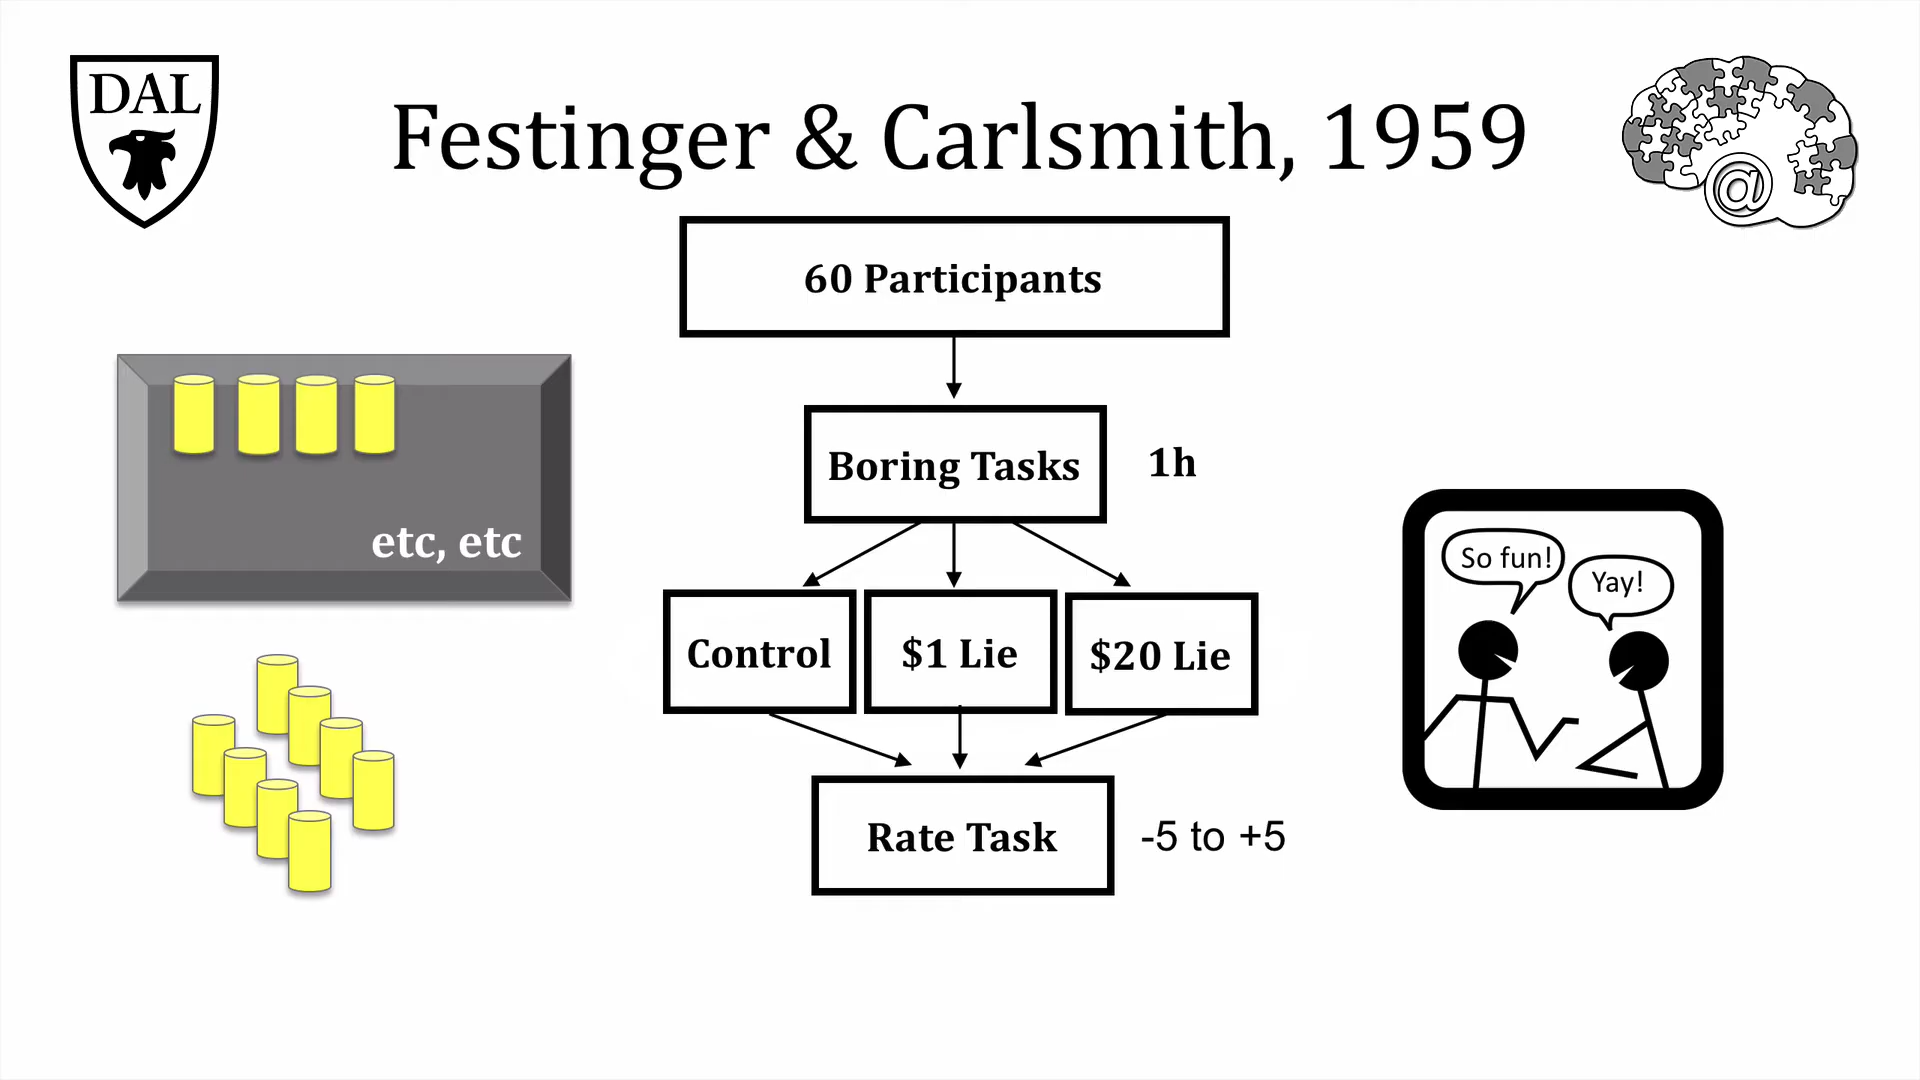 DAL
Festinger & Carlsmith, 1959
@
60 Participants
Boring Tasks
1h
etc, etc
Control
$1 Lie
$20 Lie
So fun!
Yay!
Rate Task
-5 to +5